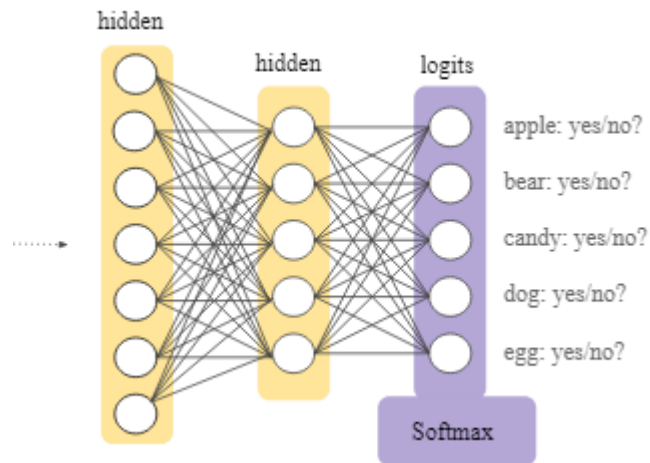 hidden
hidden
logits
apple: yes/no?
bear: yes/no?
candy: yes/no?
dog: yes/no?
egg: yes/no?
Softmax